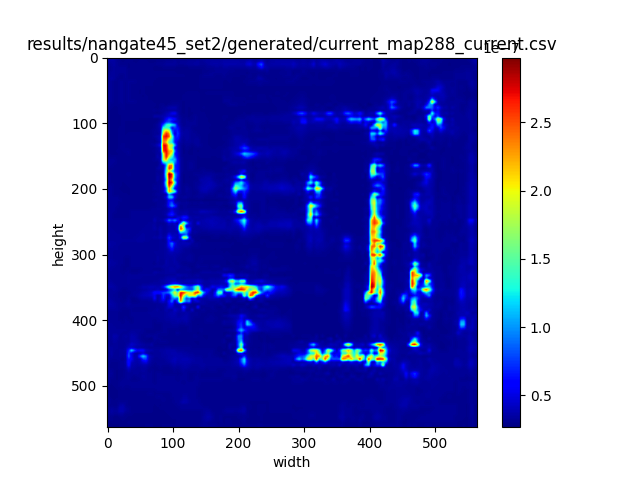 results/nangate45_set2/generated/current_map288_current.csv
1e−7
0
100
200
300
400
500
height
0 100 200 300 400 500
width
2.5
2.0
1.5
1.0
0.5